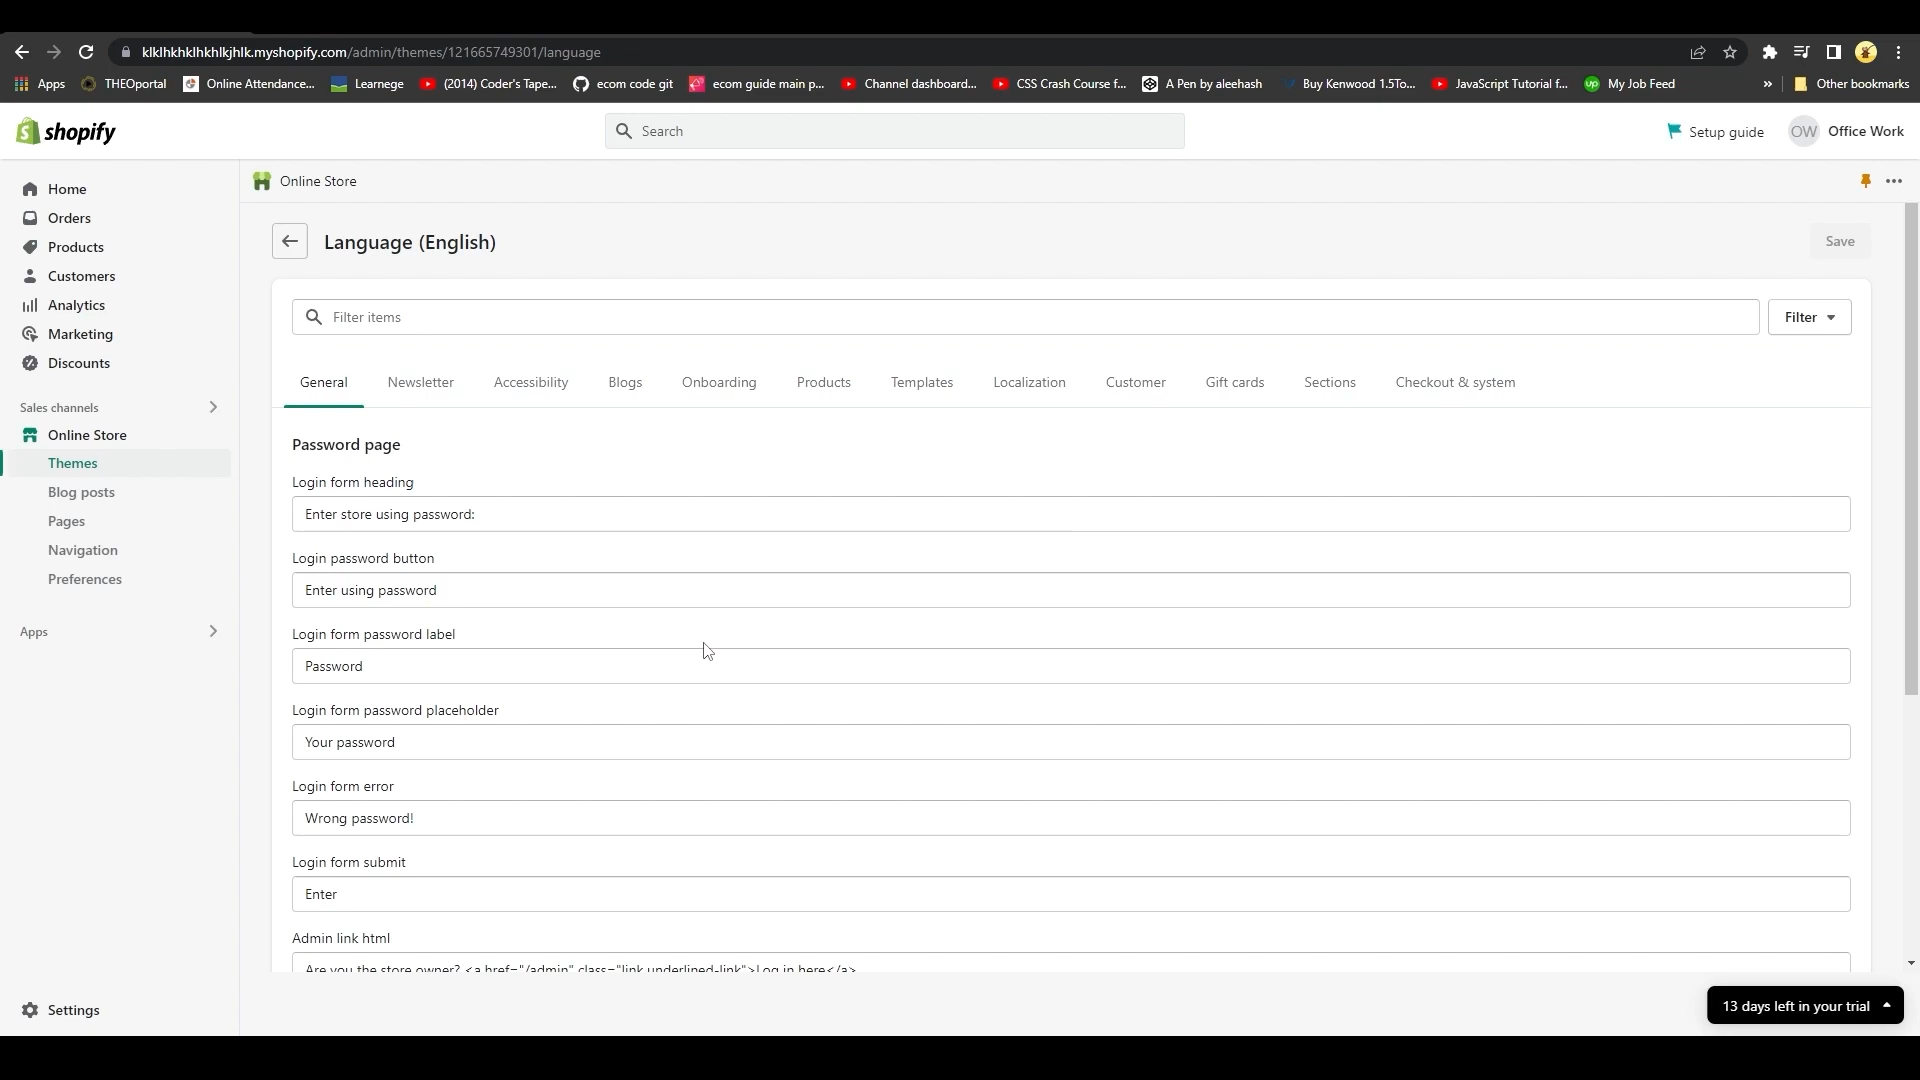 klklhkhklhkhlkjhlk.myshopify.com/admin/themes/121665749301/language
Apps
THEOportal
Online Attendance...
Learnege
(2014) Coder's Tape...
ecom code git
ecom guide main p...
Channel dashboard...
CSS Crash Course f...
A Pen by aleehash
Buy Kenwood 1.5To...
JavaScript Tutorial f...
up
My Job Feed
»
Other bookmarks
shopify
Search
Setup guide
OW
Office Work
Home
Orders
Products
Customers
Analytics
Marketing
Discounts
Sales channels
Online Store
Themes
Blog posts
Pages
Navigation
Preferences
Apps
Settings
Online Store
Language (English)
Save
Filter items
Filter
General
Newsletter
Accessibility
Blogs
Onboarding
Products
Templates
Localization
Customer
Gift cards
Sections
Checkout & system
Password page
Login form heading
Enter store using password:
Login password button
Enter using password
Login form password label
Password
Login form password placeholder
Your password
Login form error
Wrong password!
Login form submit
Enter
Admin link html
Are you the store owner? <a href="/admin" class="link underlined-link">Log in here</a>
13 days left in your trial